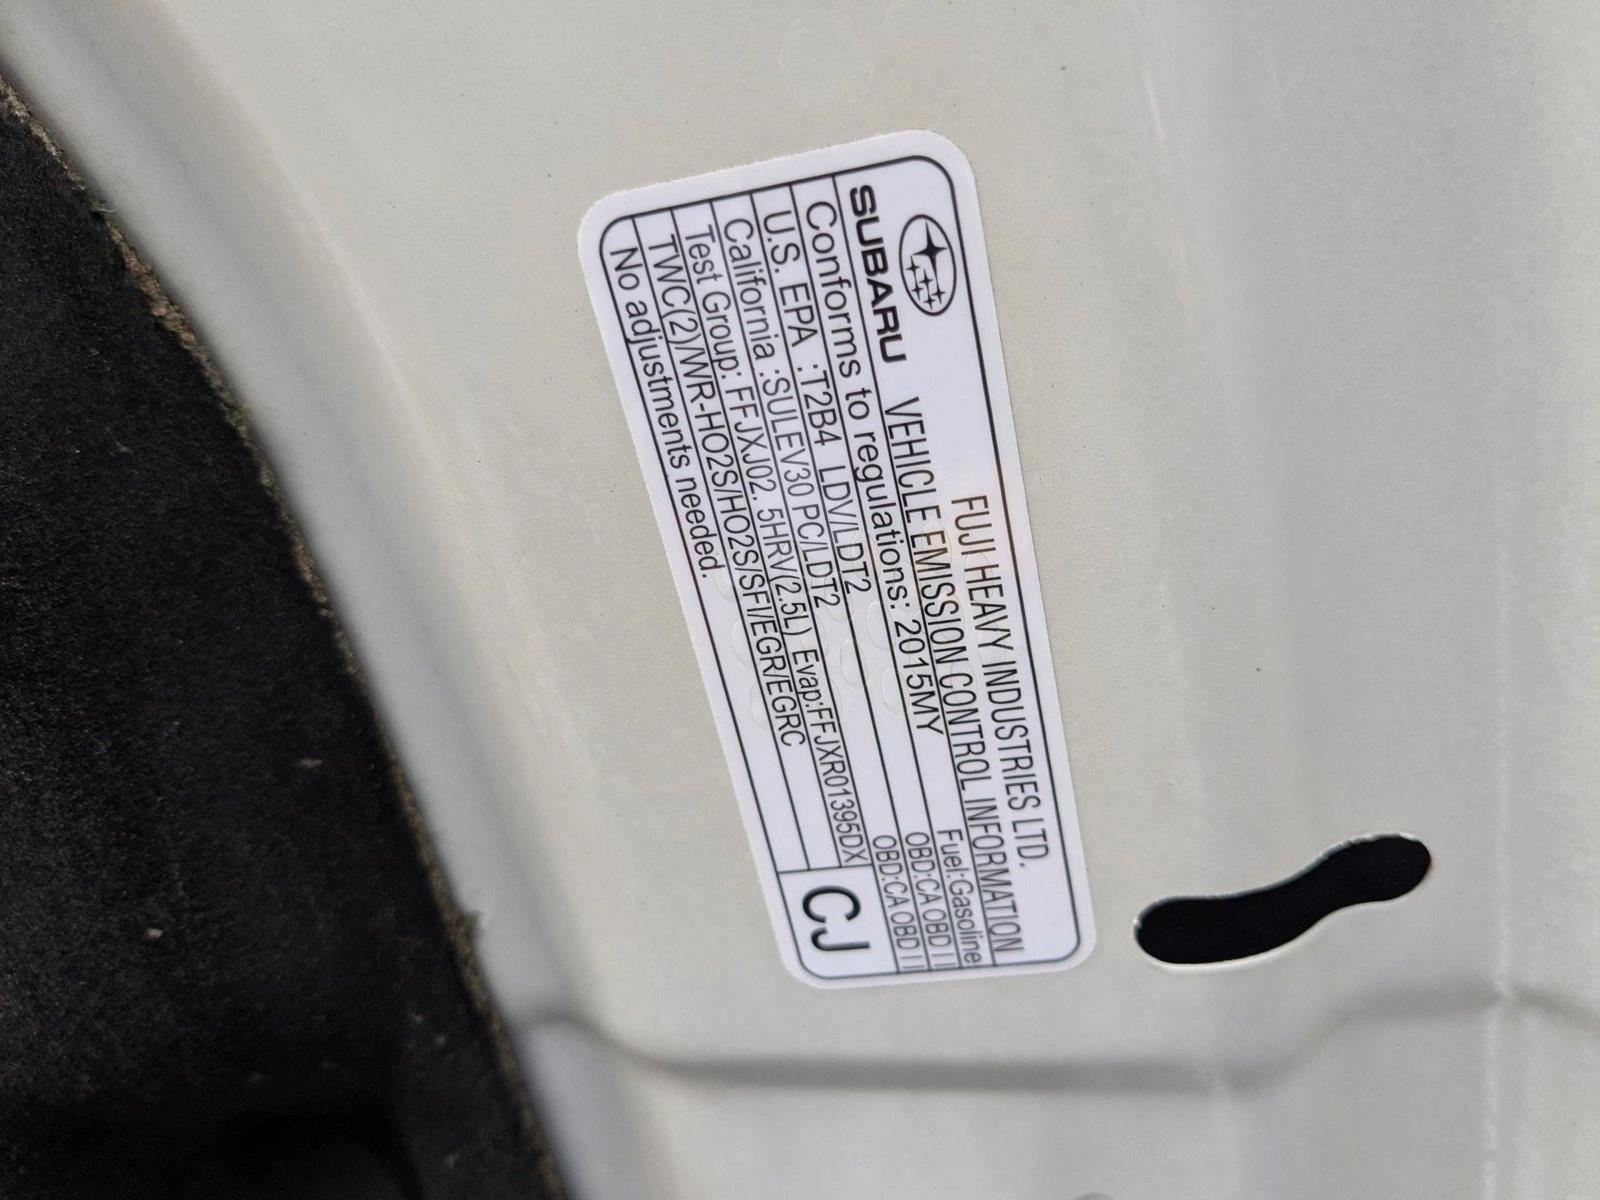 FUJI HEAVY INDUSTRIES LTD.
SUBARU VEHICLE EMISSION CONTROL INFORMATION
Conforms to regulations: 2015MY Fuel:Gasoline
U.S. EPA :T2B4 LDV/LDT2 OBD:CA OBD II
California :SULEV30 PC/LDT2 OBD:CA OBD II
Test Group: FFJXJ02. 5HRV(2.5L) Evap:FFJXR01395DX
TWC(2)/WR-HO2S/HO2S/SFI/EGR/EGRC
No adjustments needed.
CJ